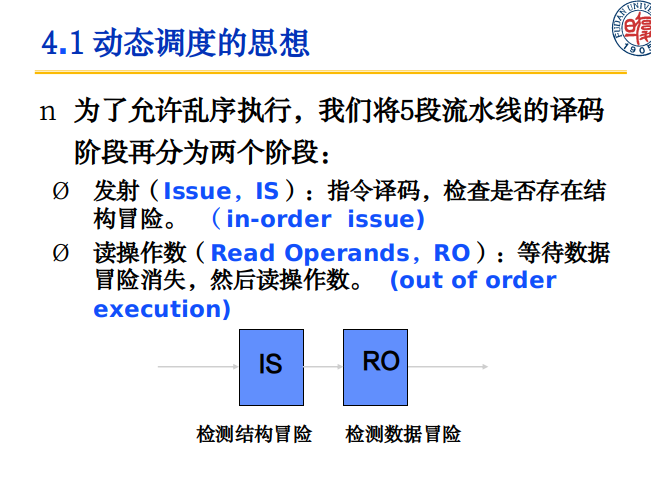 4.1 动态调度的思想
FUDAN UNIV
1905
n 为了允许乱序执行，我们将5段流水线的译码
阶段再分为两个阶段：
Ø 发射（Issue，IS）：指令译码，检查是否存在结
构冒险。 （in-order issue)
Ø 读操作数（Read Operands，RO）：等待数据
冒险消失，然后读操作数。 (out of order
execution)
IS
RO
检测结构冒险 检测数据冒险